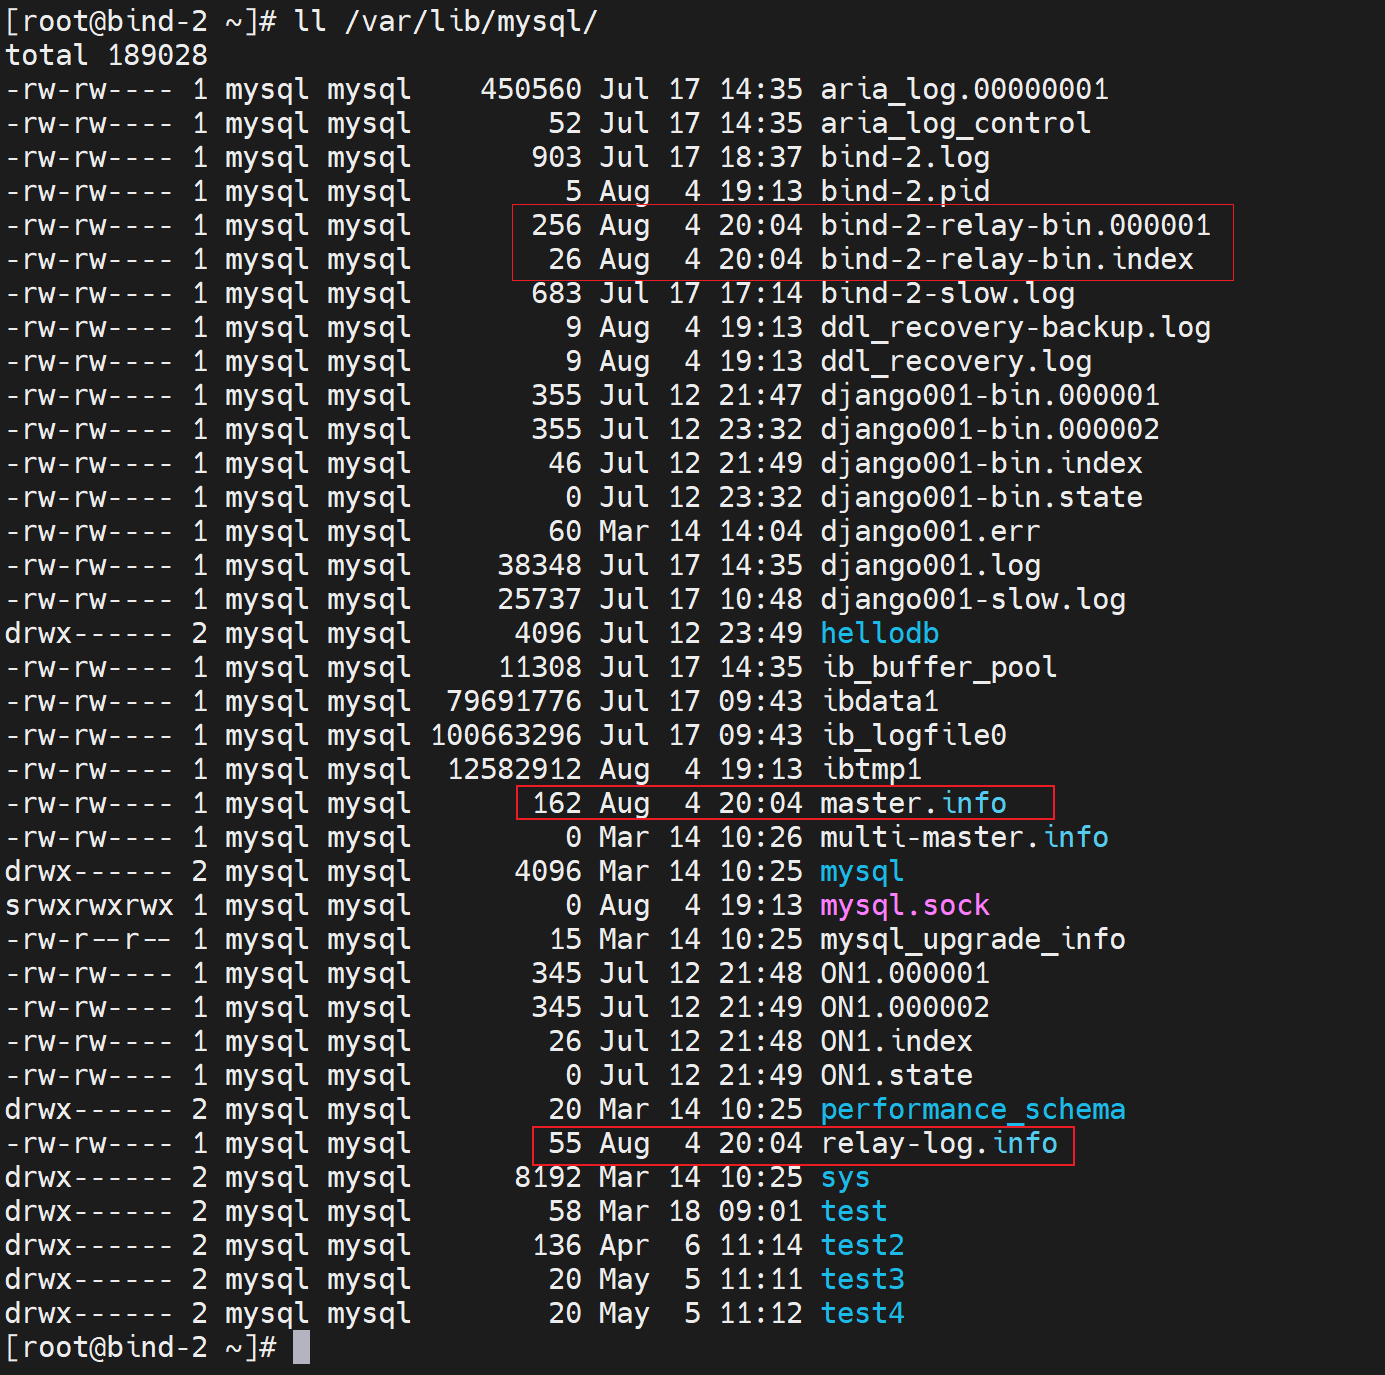 [root@bind-2 ~]# ll /var/lib/mysql/
total 189028
-rw-rw---- 1 mysql mysql    450560 Jul 17 14:35 aria_log.00000001
-rw-rw---- 1 mysql mysql        52 Jul 17 14:35 aria_log_control
-rw-rw---- 1 mysql mysql       903 Jul 17 18:37 bind-2.log
-rw-rw---- 1 mysql mysql         5 Aug  4 19:13 bind-2.pid
-rw-rw---- 1 mysql mysql       256 Aug  4 20:04 bind-2-relay-bin.000001
-rw-rw---- 1 mysql mysql        26 Aug  4 20:04 bind-2-relay-bin.index
-rw-rw---- 1 mysql mysql       683 Jul 17 17:14 bind-2-slow.log
-rw-rw---- 1 mysql mysql         9 Aug  4 19:13 ddl_recovery-backup.log
-rw-rw---- 1 mysql mysql         9 Aug  4 19:13 ddl_recovery.log
-rw-rw---- 1 mysql mysql       355 Jul 12 21:47 django001-bin.000001
-rw-rw---- 1 mysql mysql       355 Jul 12 23:32 django001-bin.000002
-rw-rw---- 1 mysql mysql        46 Jul 12 21:49 django001-bin.index
-rw-rw---- 1 mysql mysql         0 Jul 12 23:32 django001-bin.state
-rw-rw---- 1 mysql mysql        60 Mar 14 14:04 django001.err
-rw-rw---- 1 mysql mysql     38348 Jul 17 14:35 django001.log
-rw-rw---- 1 mysql mysql     25737 Jul 17 10:48 django001-slow.log
drwx------ 2 mysql mysql      4096 Jul 12 23:49 hellodb
-rw-rw---- 1 mysql mysql     11308 Jul 17 14:35 ib_buffer_pool
-rw-rw---- 1 mysql mysql  79691776 Jul 17 09:43 ibdata1
-rw-rw---- 1 mysql mysql 100663296 Jul 17 09:43 ib_logfile0
-rw-rw---- 1 mysql mysql  12582912 Aug  4 19:13 ibtmp1
-rw-rw---- 1 mysql mysql       162 Aug  4 20:04 master.info
-rw-rw---- 1 mysql mysql         0 Mar 14 10:26 multi-master.info
drwx------ 2 mysql mysql      4096 Mar 14 10:25 mysql
srwxrwxrwx 1 mysql mysql         0 Aug  4 19:13 mysql.sock
-rw-r--r-- 1 mysql mysql        15 Mar 14 10:25 mysql_upgrade_info
-rw-rw---- 1 mysql mysql       345 Jul 12 21:48 ON1.000001
-rw-rw---- 1 mysql mysql       345 Jul 12 21:49 ON1.000002
-rw-rw---- 1 mysql mysql        26 Jul 12 21:48 ON1.index
-rw-rw---- 1 mysql mysql         0 Jul 12 21:49 ON1.state
drwx------ 2 mysql mysql        20 Mar 14 10:25 performance_schema
-rw-rw---- 1 mysql mysql        55 Aug  4 20:04 relay-log.info
drwx------ 2 mysql mysql      8192 Mar 14 10:25 sys
drwx------ 2 mysql mysql        58 Mar 18 09:01 test
drwx------ 2 mysql mysql       136 Apr  6 11:14 test2
drwx------ 2 mysql mysql        20 May  5 11:11 test3
drwx------ 2 mysql mysql        20 May  5 11:12 test4
[root@bind-2 ~]#